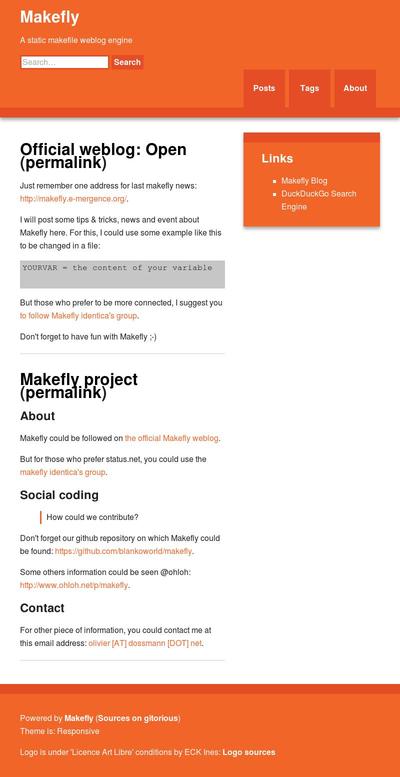 Makefly
A static makefile weblog engine
Search...
Search
Posts
Tags
About
Official weblog: Open
(permalink)
Just remember one address for last makefly news:
http://makefly.e-mergence.org/.
I will post some tips & tricks, news and event about
Makefly here. For this, I could use some example like this
to be changed in a file:
YOURVAR = the content of your variable
But those who prefer to be more connected, I suggest you
to follow Makefly identica's group.
Don't forget to have fun with Makefly ;-)
Makefly project
(permalink)
About
Makefly could be followed on the official Makefly weblog.
But for those who prefer status.net, you could use the
makefly identica's group.
Social coding
How could we contribute?
Don't forget our github repository on which Makefly could
be found: https://github.com/blankoworld/makefly.
Some others information could be seen @ohloh:
http://www.ohloh.net/p/makefly.
Contact
For other piece of information, you could contact me at
this email address: olivier [AT] dossmann [DOT] net.
Links
Makefly Blog
DuckDuckGo Search
Engine
Powered by Makefly (Sources on gitorious)
Theme is: Responsive
Logo is under 'Licence Art Libre' conditions by ECK Ines: Logo sources